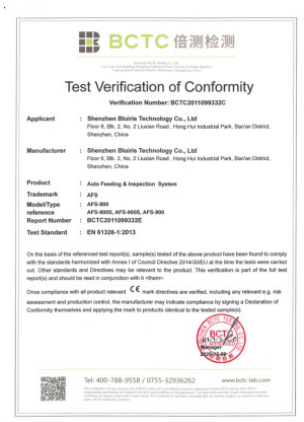 BCTC 倍测检测
Test Verification of Conformity
Verification Number: BCTC2011099332C
Applicant : Shenzhen Bluiris Technology Co., Ltd
Floor 6, Blk. 2, No. 2 Liuxian Road , Hong Hui Industrial Park, Bao'an District,
Shenzhen, China
Manufacturer : Shenzhen Bluiris Technology Co., Ltd
Floor 6, Blk. 2, No. 2 Liuxian Road , Hong Hui Industrial Park, Bao'an District,
Shenzhen, China
Product : Auto Feeding & Inspection System
Trademark : AFS
Model/Type : AFS-800
reference AFS-800S, AFS-900S, AFS-900
Report Number : BCTC2011099332E
Test Standard : EN 61326-1:2013
On the basis of the referenced test report(s), sample(s) tested of the above product have been found to comply
with the standards harmonized with Annex I of Council Directive 2014/30/EU at the time the tests were carried
out. Other standards and Directives may be relevant to the product. This verification is part of the full test
report(s) and should be read in conjunction with it <them>.
Once compliance with all product relevant CE mark directives are verified, including any relevant e.g. risk
assessment and production control, the manufacturer may indicate compliance by signing a Declaration of
Conformity themselves and applying the mark to products identical to the tested sample(s).
BCTC
APPROVED
Manager
Tel: 400-788-9558 / 0755-32936262 www.bctc-lab.com